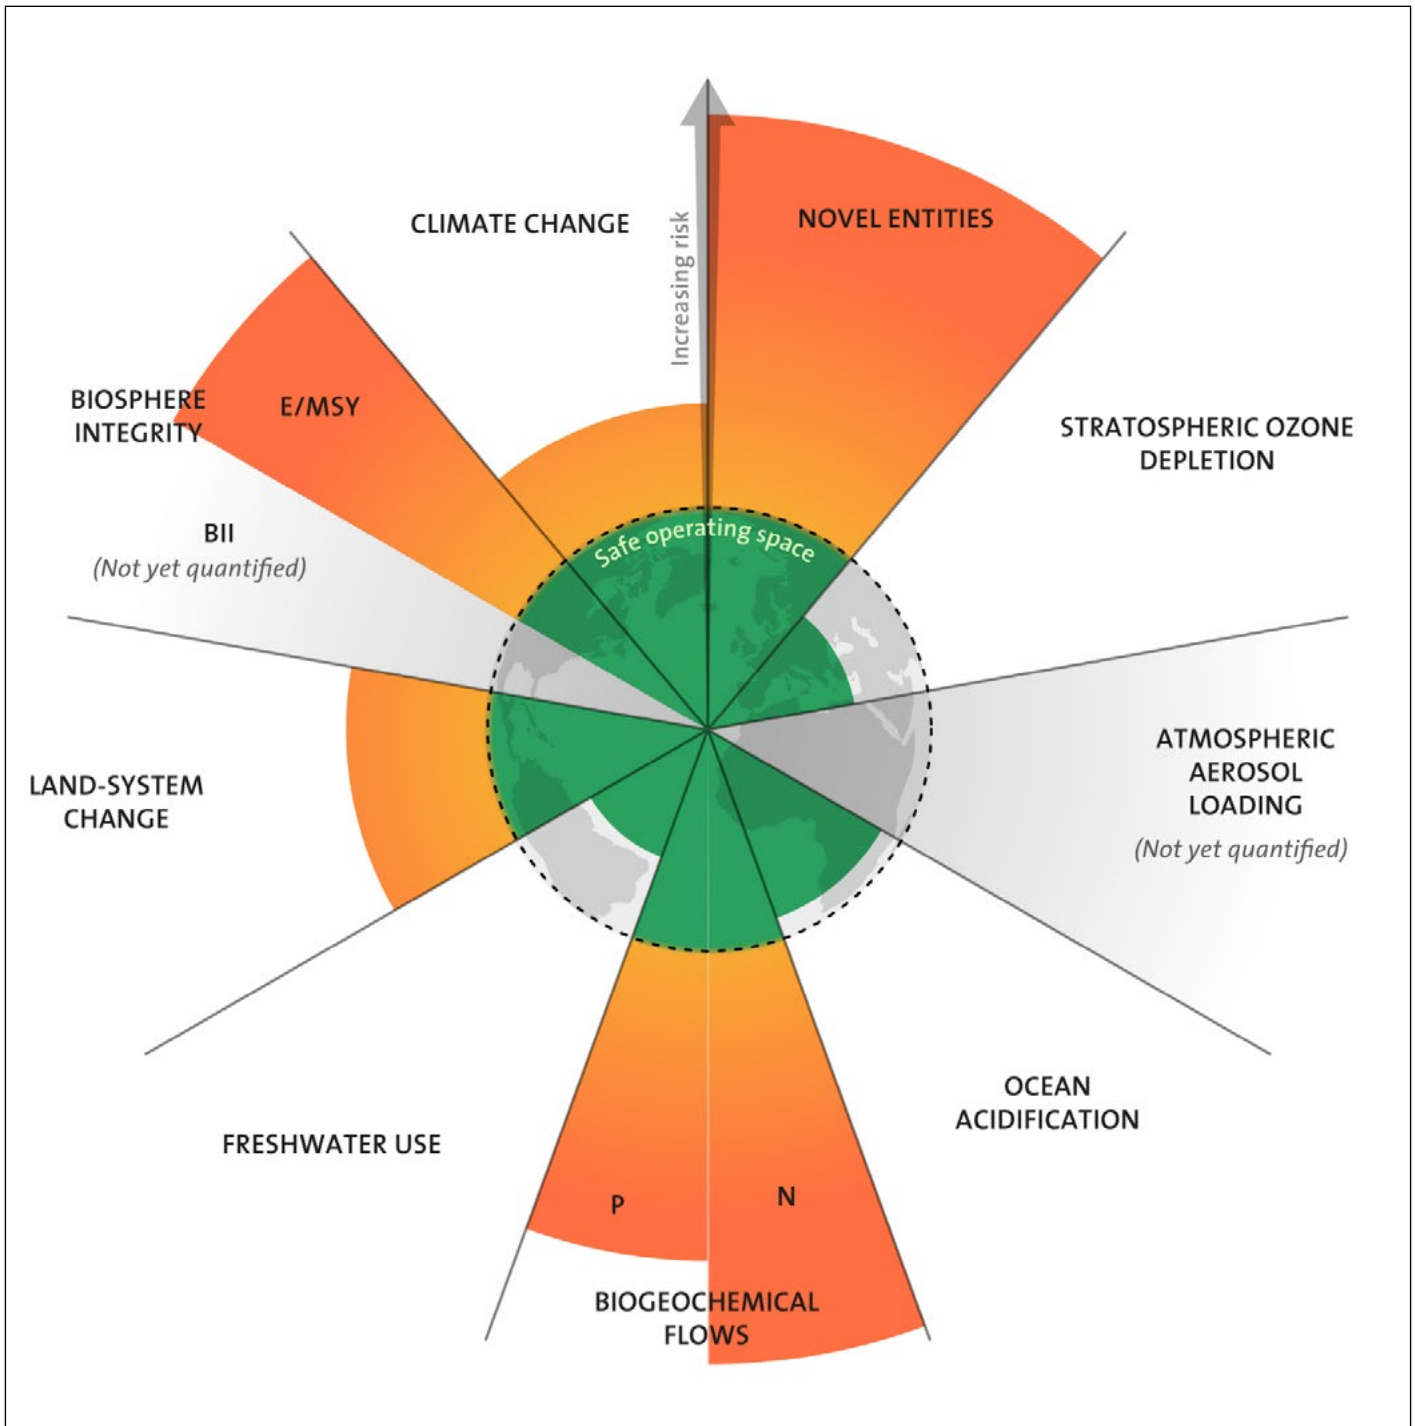 CLIMATE CHANGE
Increasing risk
NOVEL ENTITIES
BIOSPHERE
INTEGRITY
E/MSY
STRATOSPHERIC OZONE
DEPLETION
BII
(Not yet quantified)
Safe operating space
ATMOSPHERIC
AEROSOL
LOADING
(Not yet quantified)
LAND-SYSTEM
CHANGE
OCEAN
ACIDIFICATION
FRESHWATER USE
P
N
BIOGEOCHEMICAL
FLOWS